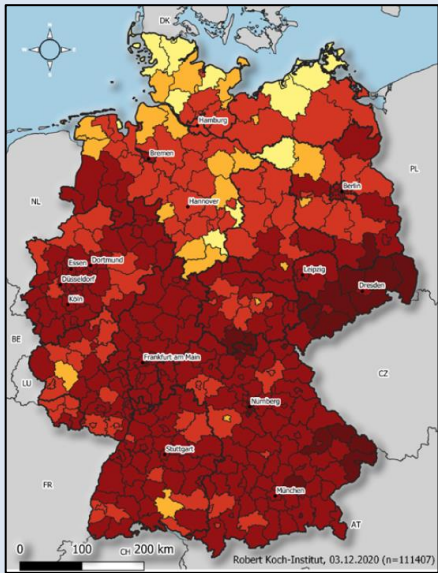 DK
Hamburg
Bremen
PL
Berlin
NL
Hannover
Essen
Dortmund
Düsseldorf
Leipzig
Dresden
Köln
BE
Frankfurt am Main
LU
CZ
Nürnberg
Stuttgart
FR
München
AT
CH
0 100 200 km
Robert Koch-Institut, 03.12.2020 (n=111407)